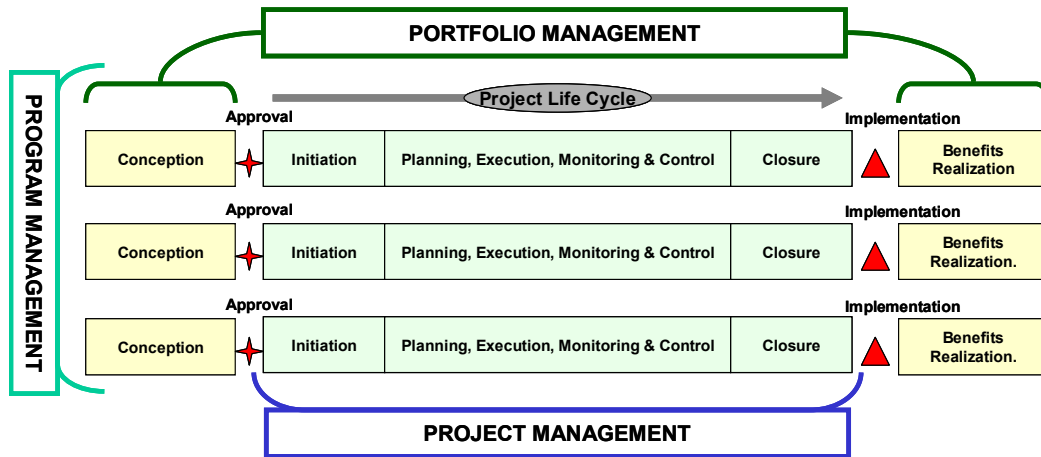 PORTFOLIO MANAGEMENT
PROGRAM MANAGEMENT
Project Life Cycle
Approval
Implementation
Conception
Initiation
Planning, Execution, Monitoring & Control
Closure
Benefits
Realization
Approval
Implementation
Conception
Initiation
Planning, Execution, Monitoring & Control
Closure
Benefits
Realization.
Approval
Implementation
Conception
Initiation
Planning, Execution, Monitoring & Control
Closure
Benefits
Realization.
PROJECT MANAGEMENT